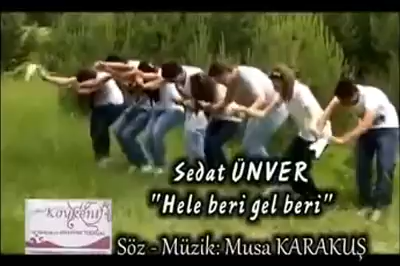 Sedat ÜNVER
"Hele beri gel beri"
Söz - Müzik: Musa KARAKUŞ